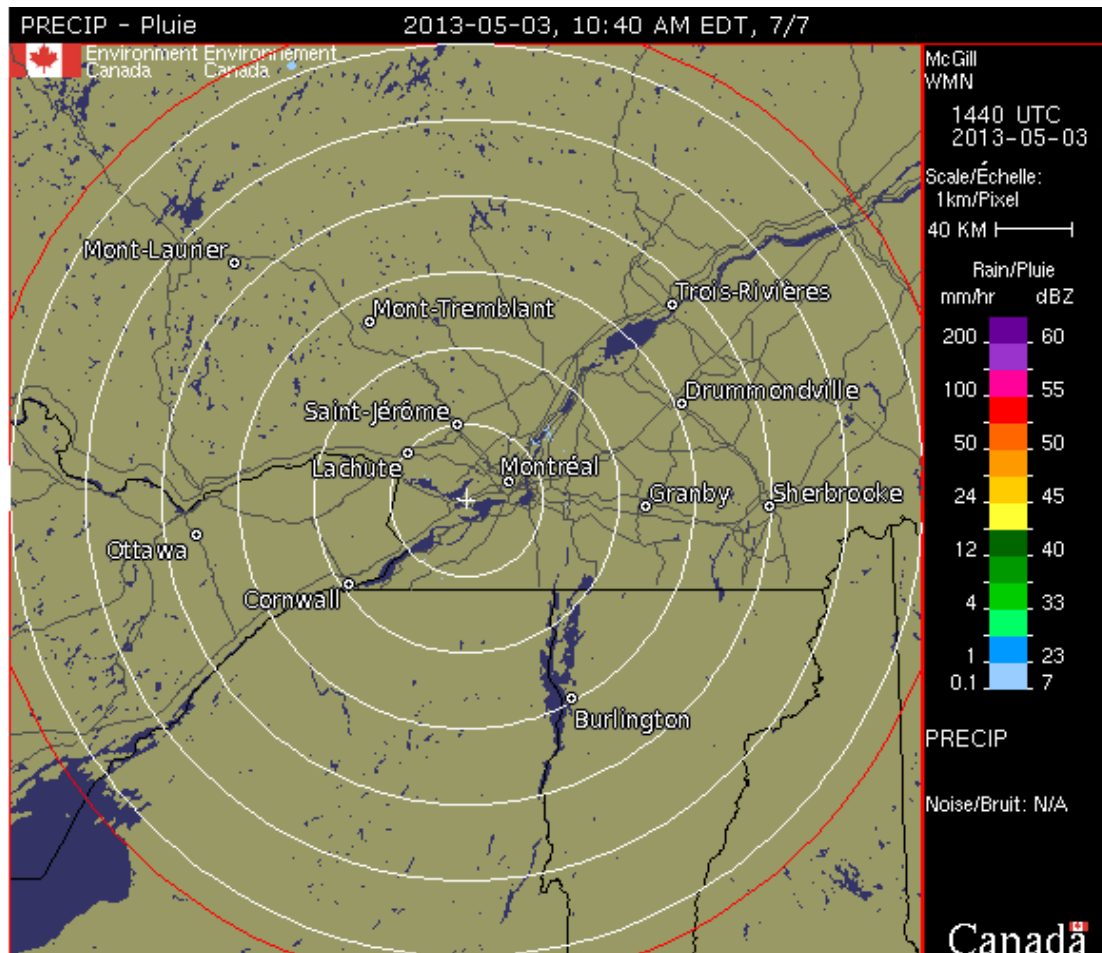 PRECIP - Pluie 2013-05-03, 10:40 AM EDT, 7/7
Environment Environnement
Canada Canada
McGill
WMN
1440 UTC
2013-05-03
Scale/Échelle:
1km/Pixel
40 KM
Rain/Pluie
mm/hr dBZ
200 60
100 55
50 50
24 45
12 40
4 33
1 23
0.1 7
PRECIP
Noise/Bruit: N/A
Canada
Mont-Laurier
Mont-Tremblant
Trois-Rivières
Saint-Jérôme
Drummondville
Lachute
Montréal
Granby
Sherbrooke
Ottawa
Cornwall
Burlington